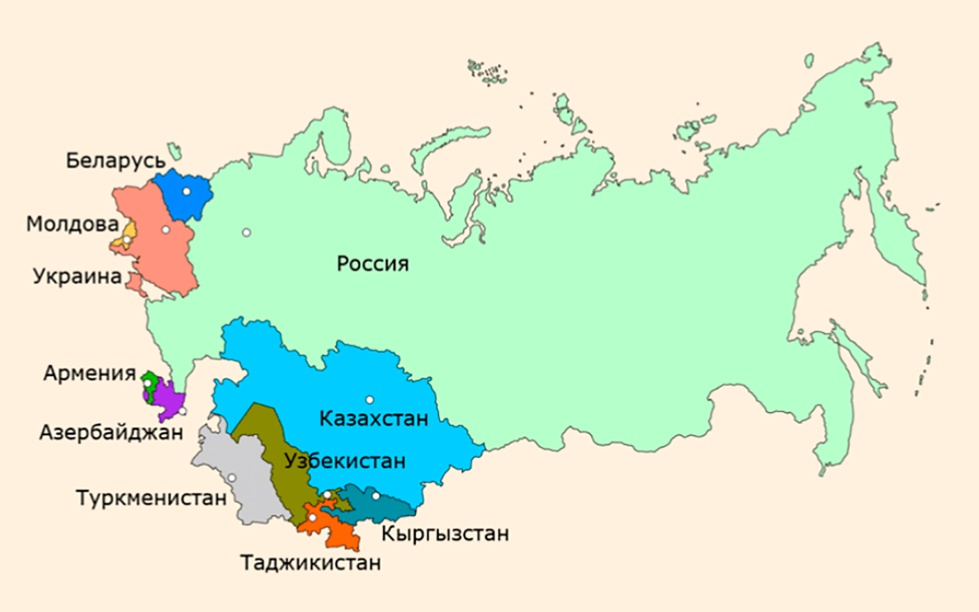 Беларусь
Молдова
Россия
Украина
Армения
Казахстан
Азербайджан
Узбекистан
Туркменистан
Кыргызстан
Таджикистан